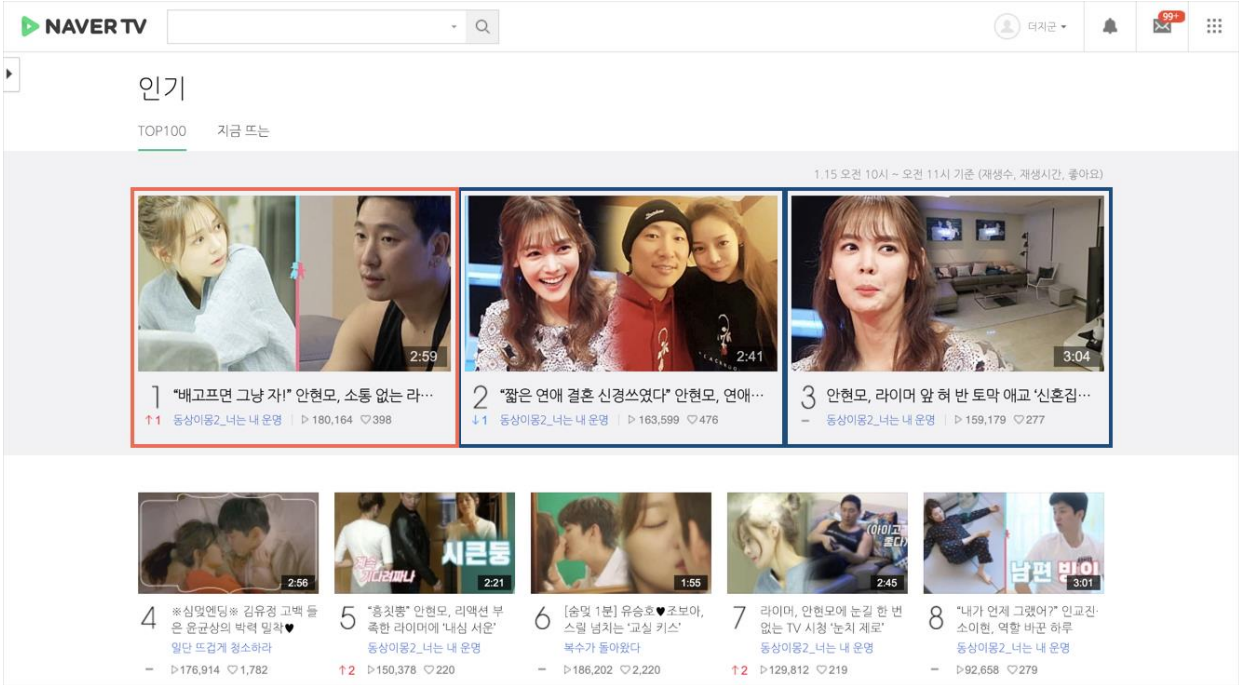 NAVER TV
더지군
99+
인기
TOP100 지금 뜨는
1.15 오전 10시 ~ 오전 11시 기준 (재생수, 재생시간, 좋아요)
2:59
2:41
3:04
1 “배고프면 그냥 자!” 안현모, 소통 없는 라…
↑1 동상이몽2_너는 내 운명 ▷180,164 ♡398
2 “짧은 연애 결혼 신경쓰였다” 안현모, 연애…
↓1 동상이몽2_너는 내 운명 ▷163,599 ♡476
3 안현모, 라이머 앞 혀 반 토막 애교 ‘신혼집…
– 동상이몽2_너는 내 운명 ▷159,179 ♡277
2:56
기다려짜나
시큰둥
2:21
1:55
(아이고
좋다)
2:45
남편
3:01
4 ※심멎엔딩※ 김유정 고백 들
은 윤균상의 박력 밀착♥
일단 뜨겁게 청소하라
– ▷176,914 ♡1,782
5 “흥칫뽕” 안현모, 리액션 부
족한 라이머에 ‘내심 서운’
동상이몽2_너는 내 운명
↑2 ▷150,378 ♡220
6 [숨멎 1분] 유승호♥조보아,
스릴 넘치는 ‘교실 키스’
복수가 돌아왔다
– ▷186,202 ♡2,220
7 라이머, 안현모에 눈길 한 번
없는 TV 시청 ‘눈치 제로’
동상이몽2_너는 내 운명
↑2 ▷129,812 ♡219
8 “내가 언제 그랬어?” 인교진·
소이현, 역할 바꾼 하루
동상이몽2_너는 내 운명
– ▷92,658 ♡279